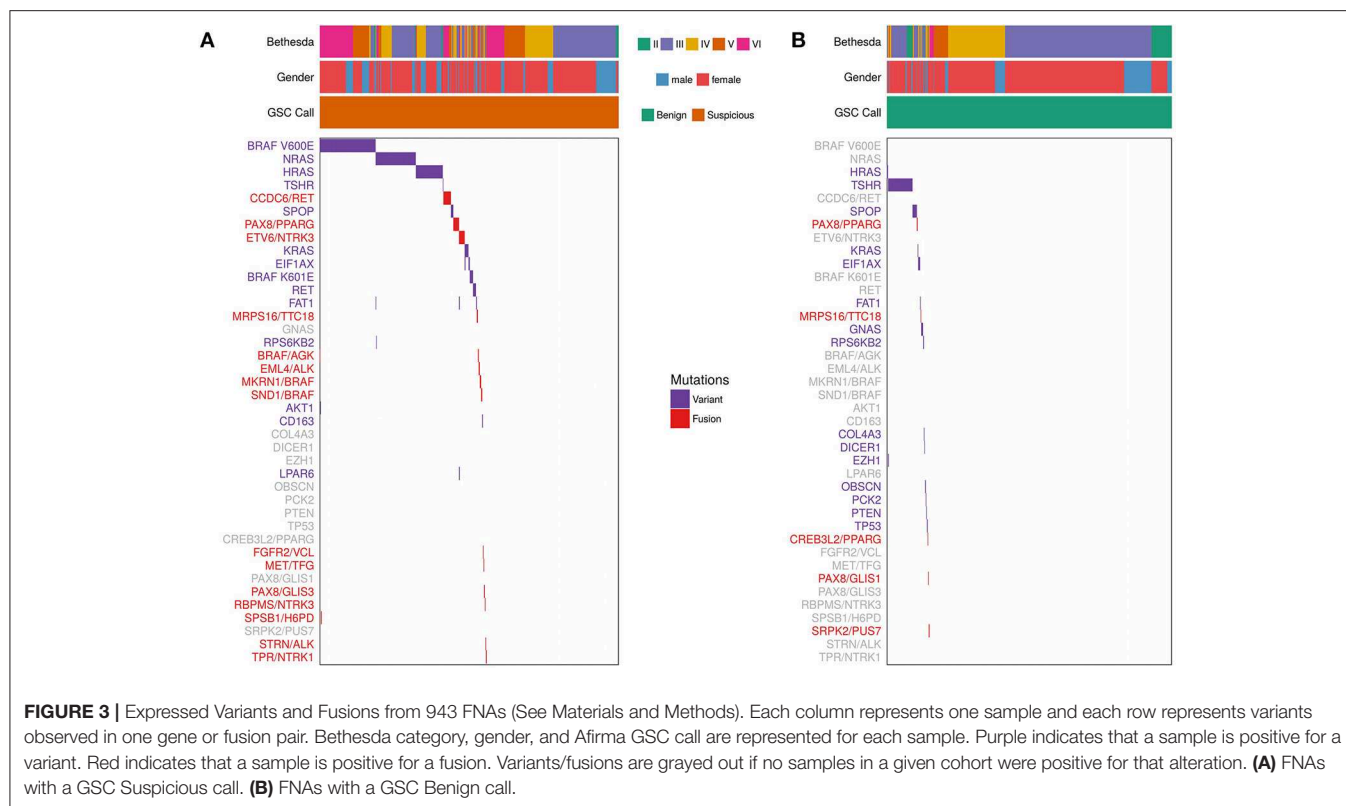 A
Bethesda
Gender
GSC Call
II III IV V VI
male female
Benign Suspicious
BRAF V600E
NRAS
HRAS
TSHR
CCDC6/RET
SPOP
PAX8/PPARG
ETV6/NTRK3
KRAS
EIF1AX
BRAF K601E
RET
FAT1
MRPS16/TTC18
GNAS
RPS6KB2
BRAF/AGK
EML4/ALK
MKRN1/BRAF
SND1/BRAF
AKT1
CD163
COL4A3
DICER1
EZH1
LPAR6
OBSCN
PCK2
PTEN
TP53
CREB3L2/PPARG
FGFR2/VCL
MET/TFG
PAX8/GLIS1
PAX8/GLIS3
RBPMS/NTRK3
SPSB1/H6PD
SRPK2/PUS7
STRN/ALK
TPR/NTRK1
Mutations
Variant
Fusion
B
Bethesda
Gender
GSC Call
BRAF V600E
NRAS
HRAS
TSHR
CCDC6/RET
SPOP
PAX8/PPARG
ETV6/NTRK3
KRAS
EIF1AX
BRAF K601E
RET
FAT1
MRPS16/TTC18
GNAS
RPS6KB2
BRAF/AGK
EML4/ALK
MKRN1/BRAF
SND1/BRAF
AKT1
CD163
COL4A3
DICER1
EZH1
LPAR6
OBSCN
PCK2
PTEN
TP53
CREB3L2/PPARG
FGFR2/VCL
MET/TFG
PAX8/GLIS1
PAX8/GLIS3
RBPMS/NTRK3
SPSB1/H6PD
SRPK2/PUS7
STRN/ALK
TPR/NTRK1
FIGURE 3 | Expressed Variants and Fusions from 943 FNAs (See Materials and Methods). Each column represents one sample and each row represents variants
observed in one gene or fusion pair. Bethesda category, gender, and Afirma GSC call are represented for each sample. Purple indicates that a sample is positive for a
variant. Red indicates that a sample is positive for a fusion. Variants/fusions are grayed out if no samples in a given cohort were positive for that alteration. (A) FNAs
with a GSC Suspicious call. (B) FNAs with a GSC Benign call.